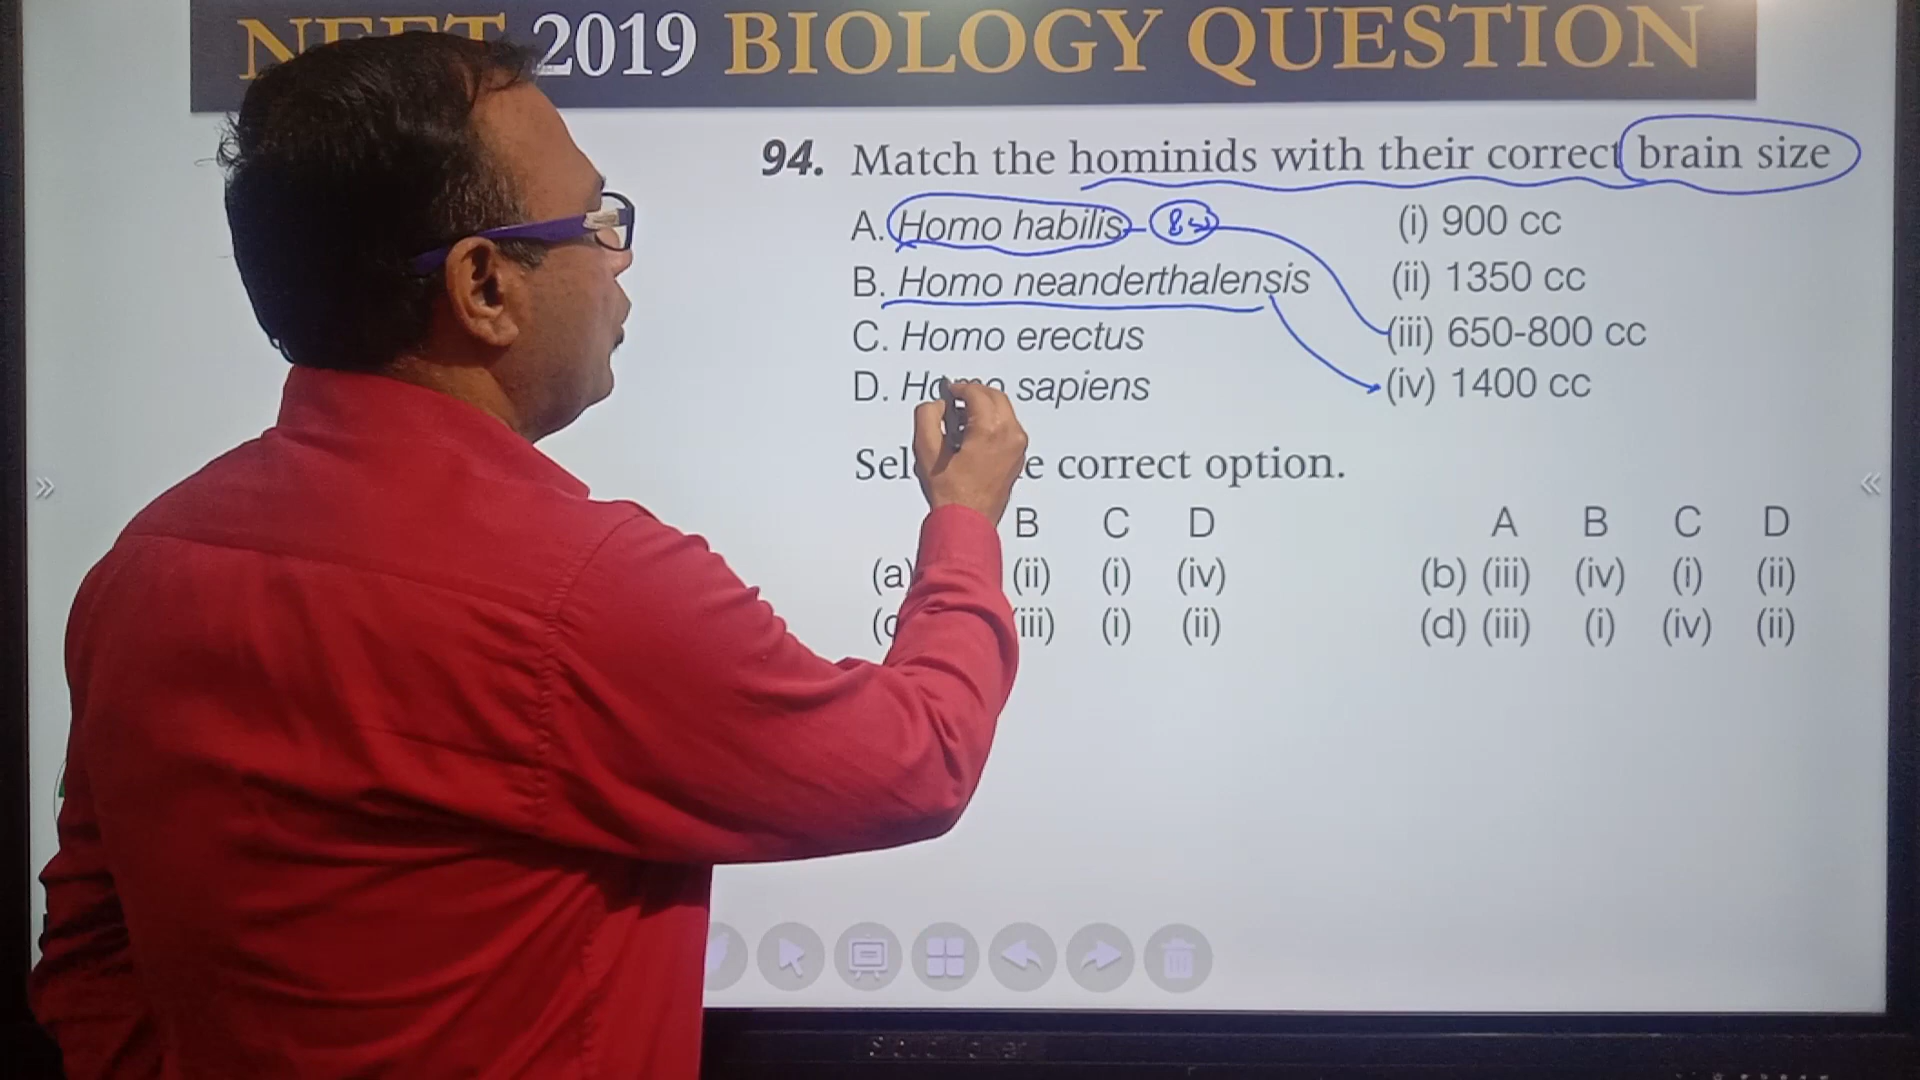 2019 BIOLOGY QUESTION
94. Match the hominids with their correct brain size
A. Homo habilis (i) 900 cc
B. Homo neanderthalensis (ii) 1350 cc
C. Homo erectus (iii) 650-800 cc
D. sapiens (iv) 1400 cc
correct option.
B C D A B C D
(a) (ii) (i) (iv) (b) (iii) (iv) (i) (ii)
(iii) (i) (ii) (d) (iii) (i) (iv) (ii)